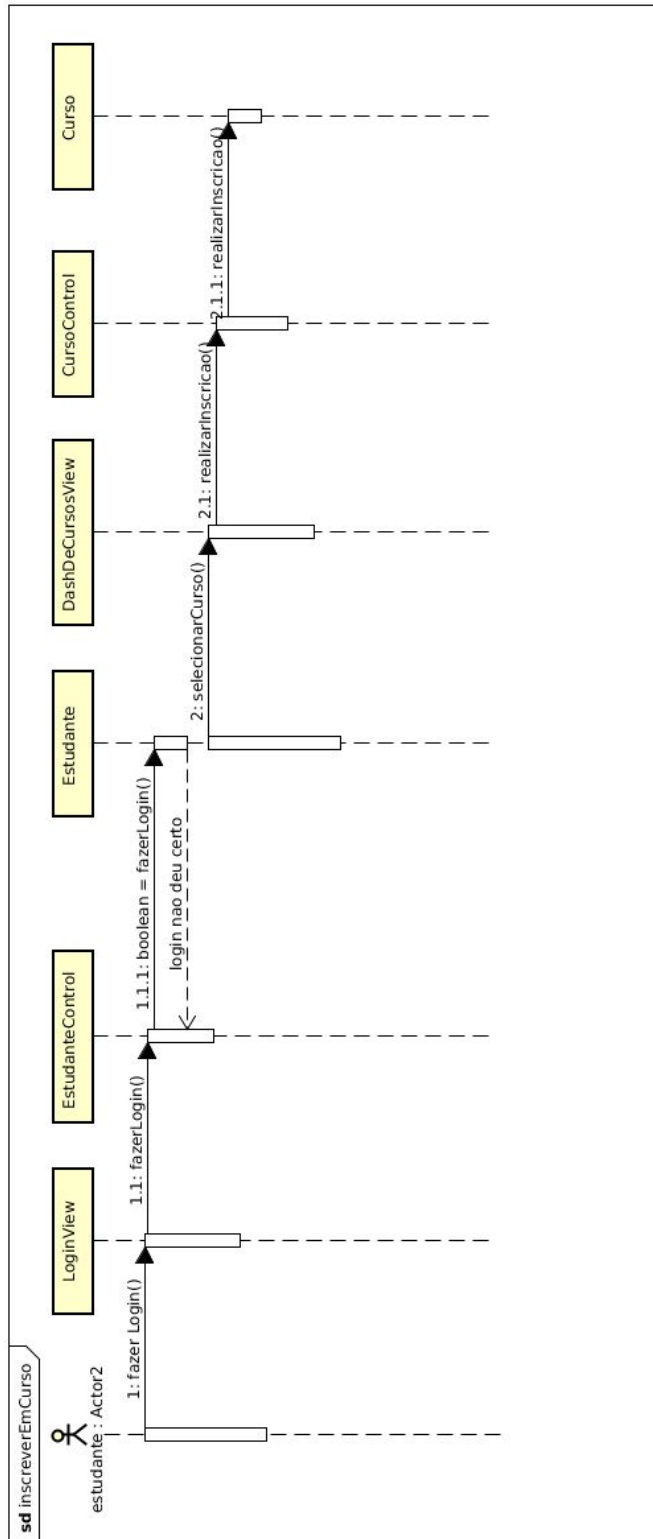 sd inscreverEmCurso
estudante : Actor2
LoginView
EstudanteControl
Estudante
DashDeCursosView
CursoControl
Curso
1: fazer Login()
1.1: fazerLogin()
1.1.1: boolean = fazerLogin()
login nao deu certo
2: selecionarCurso()
2.1: realizarInscricao()
2.1.1: realizarInscricao()